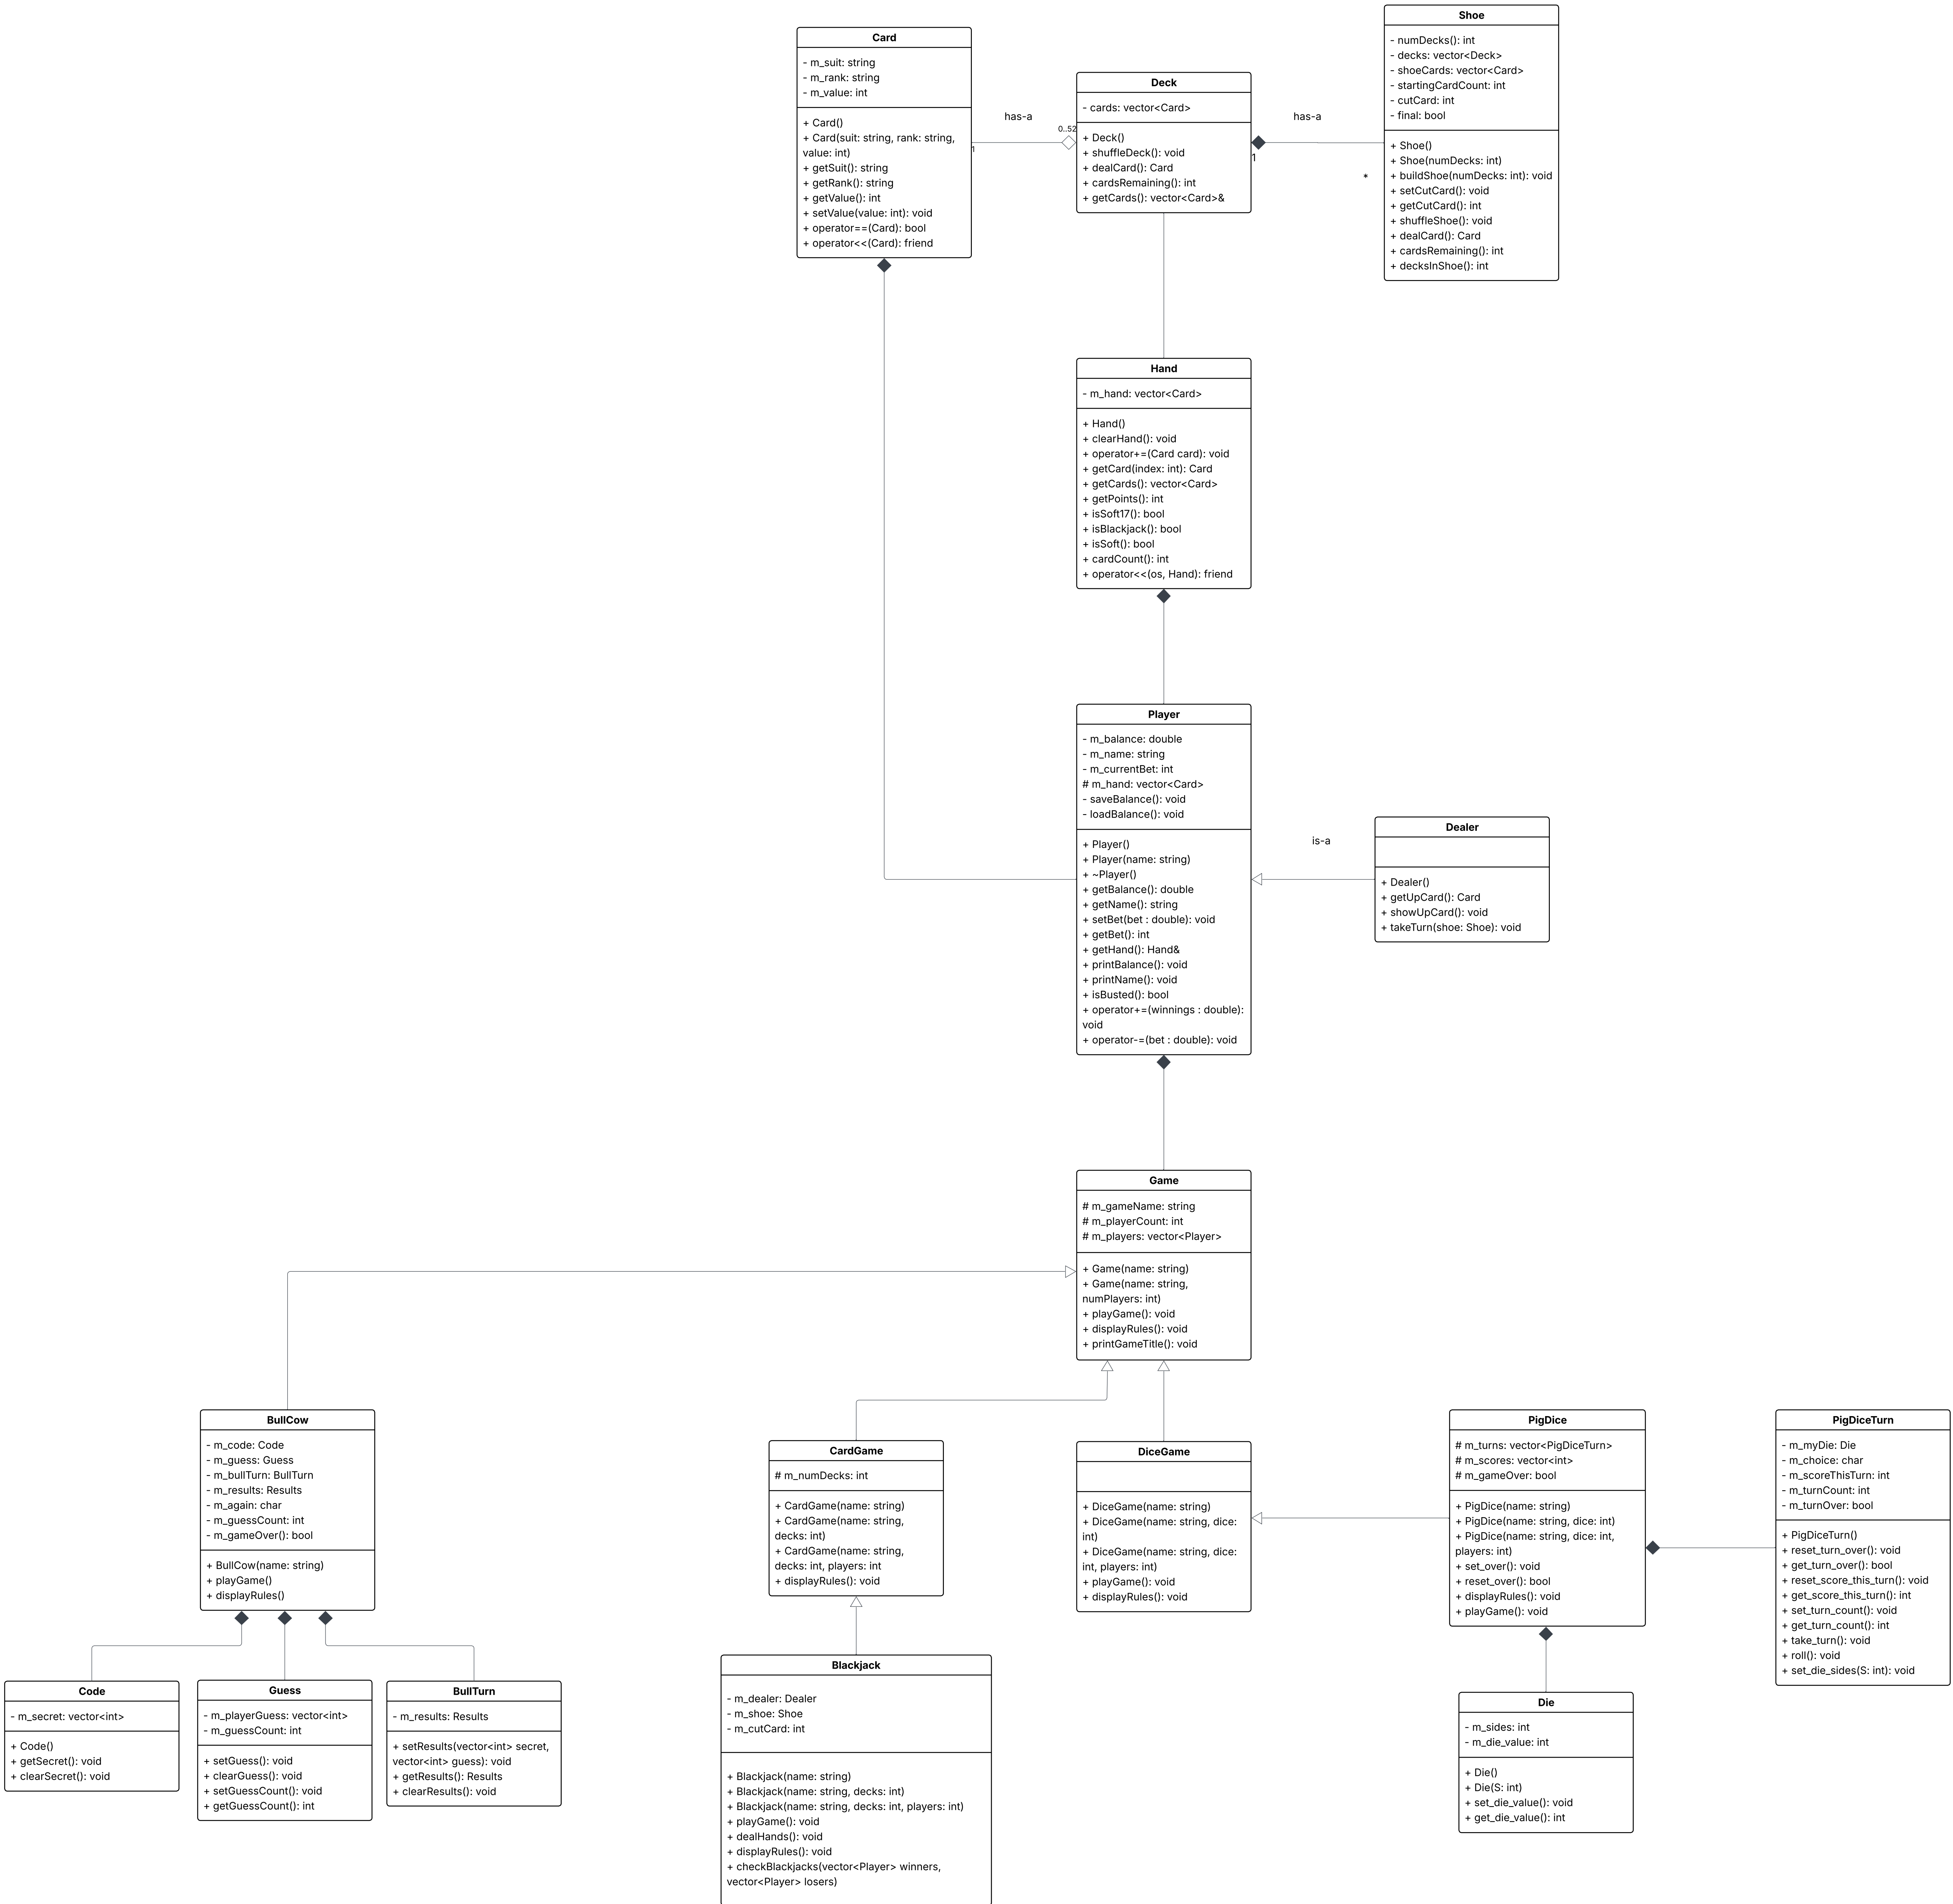 Card
- m_suit: string
- m_rank: string
- m_value: int
+ Card()
+ Card(suit: string, rank: string,
value: int)
+ getSuit(): string
+ getRank(): string
+ getValue(): int
+ setValue(value: int): void
+ operator==(Card): bool
+ operator<<(Card): friend
has-a
0..52
1
Deck
- cards: vector<Card>
+ Deck()
+ shuffleDeck(): void
+ dealCard(): Card
+ cardsRemaining(): int
+ getCards(): vector<Card>&
has-a
1
*
Shoe
- numDecks(): int
- decks: vector<Deck>
- shoeCards: vector<Card>
- startingCardCount: int
- cutCard: int
- final: bool
+ Shoe()
+ Shoe(numDecks: int)
+ buildShoe(numDecks: int): void
+ setCutCard(): void
+ getCutCard(): int
+ shuffleShoe(): void
+ dealCard(): Card
+ cardsRemaining(): int
+ decksInShoe(): int
Hand
- m_hand: vector<Card>
+ Hand()
+ clearHand(): void
+ operator+=(Card card): void
+ getCard(index: int): Card
+ getCards(): vector<Card>
+ getPoints(): int
+ isSoft17(): bool
+ isBlackjack(): bool
+ isSoft(): bool
+ cardCount(): int
+ operator<<(os, Hand): friend
Player
- m_balance: double
- m_name: string
- m_currentBet: int
# m_hand: vector<Card>
- saveBalance(): void
- loadBalance(): void
+ Player()
+ Player(name: string)
+ ~Player()
+ getBalance(): double
+ getName(): string
+ setBet(bet : double): void
+ getBet(): int
+ getHand(): Hand&
+ printBalance(): void
+ printName(): void
+ isBusted(): bool
+ operator+=(winnings : double):
void
+ operator-=(bet : double): void
is-a
Dealer
+ Dealer()
+ getUpCard(): Card
+ showUpCard(): void
+ takeTurn(shoe: Shoe): void
Game
# m_gameName: string
# m_playerCount: int
# m_players: vector<Player>
+ Game(name: string)
+ Game(name: string,
numPlayers: int)
+ playGame(): void
+ displayRules(): void
+ printGameTitle(): void
BullCow
- m_code: Code
- m_guess: Guess
- m_bullTurn: BullTurn
- m_results: Results
- m_again: char
- m_guessCount: int
- m_gameOver(): bool
+ BullCow(name: string)
+ playGame()
+ displayRules()
CardGame
# m_numDecks: int
+ CardGame(name: string)
+ CardGame(name: string,
decks: int)
+ CardGame(name: string,
decks: int, players: int
+ displayRules(): void
DiceGame
+ DiceGame(name: string)
+ DiceGame(name: string, dice:
int)
+ DiceGame(name: string, dice:
int, players: int)
+ playGame(): void
+ displayRules(): void
PigDice
# m_turns: vector<PigDiceTurn>
# m_scores: vector<int>
# m_gameOver: bool
+ PigDice(name: string)
+ PigDice(name: string, dice: int)
+ PigDice(name: string, dice: int,
players: int)
+ set_over(): void
+ reset_over(): bool
+ displayRules(): void
+ playGame(): void
PigDiceTurn
- m_myDie: Die
- m_choice: char
- m_scoreThisTurn: int
- m_turnCount: int
- m_turnOver: bool
+ PigDiceTurn()
+ reset_turn_over(): void
+ get_turn_over(): bool
+ reset_score_this_turn(): void
+ get_score_this_turn(): int
+ set_turn_count(): void
+ get_turn_count(): int
+ take_turn(): void
+ roll(): void
+ set_die_sides(S: int): void
Code
- m_secret: vector<int>
+ Code()
+ getSecret(): void
+ clearSecret(): void
Guess
- m_playerGuess: vector<int>
- m_guessCount: int
+ setGuess(): void
+ clearGuess(): void
+ setGuessCount(): void
+ getGuessCount(): int
BullTurn
- m_results: Results
+ setResults(vector<int> secret,
vector<int> guess): void
+ getResults(): Results
+ clearResults(): void
Blackjack
- m_dealer: Dealer
- m_shoe: Shoe
- m_cutCard: int
+ Blackjack(name: string)
+ Blackjack(name: string, decks: int)
+ Blackjack(name: string, decks: int, players: int)
+ playGame(): void
+ dealHands(): void
+ displayRules(): void
+ checkBlackjacks(vector<Player> winners,
vector<Player> losers)
Die
- m_sides: int
- m_die_value: int
+ Die()
+ Die(S: int)
+ set_die_value(): void
+ get_die_value(): int